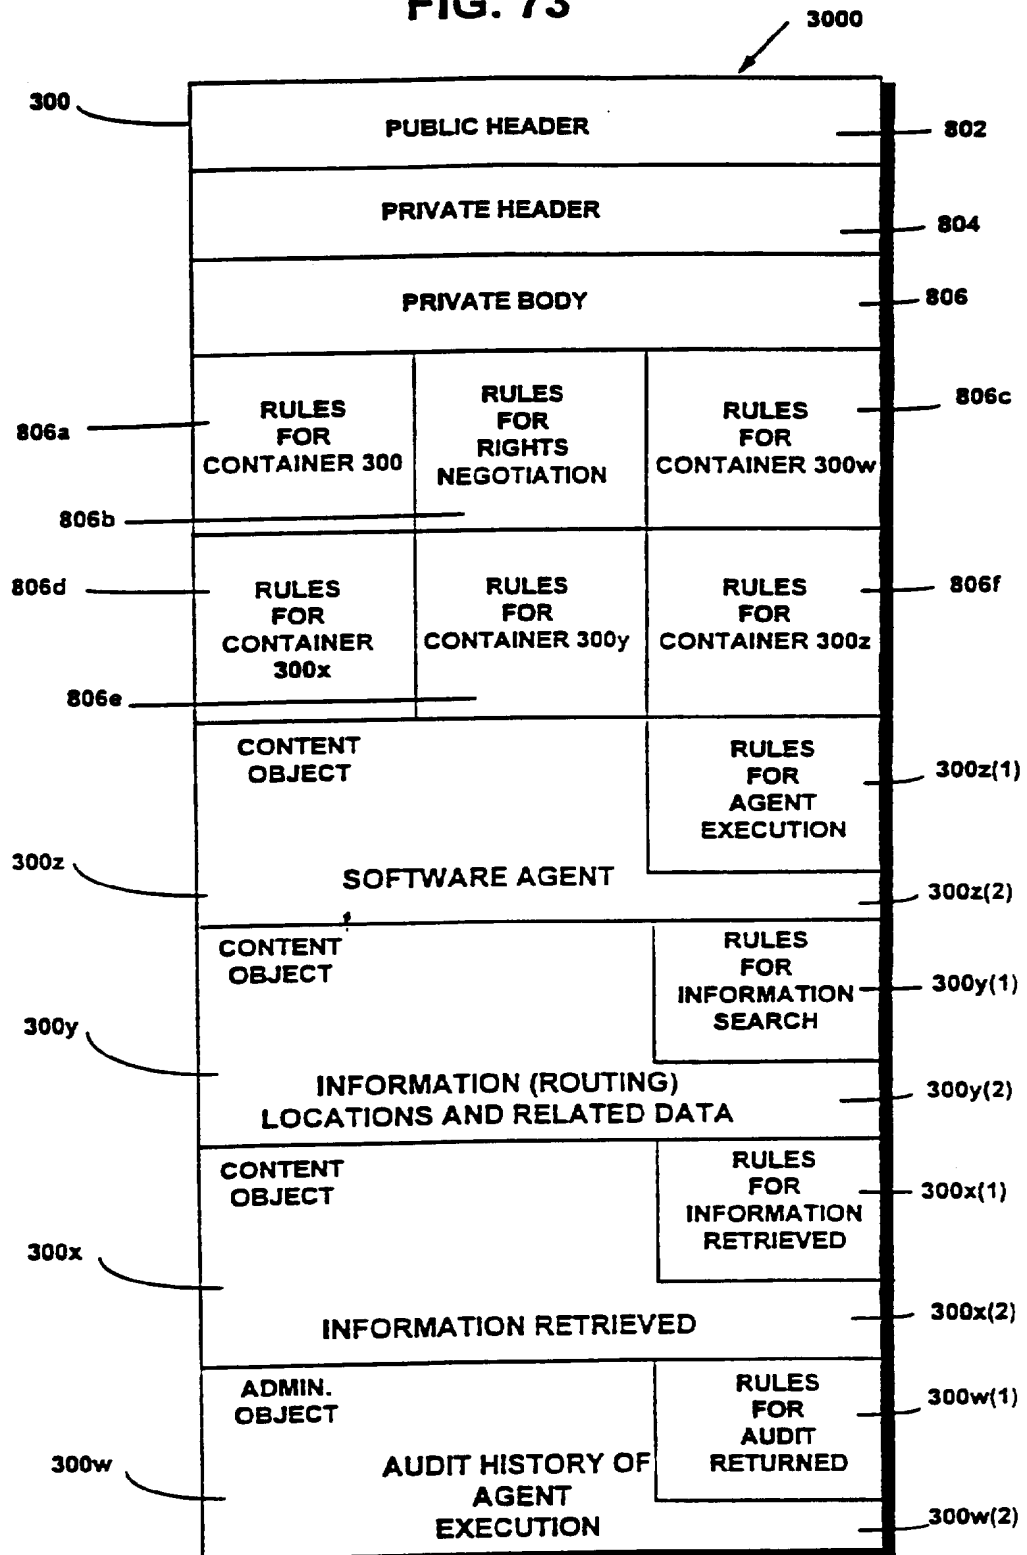 FIG. 73
3000
300
PUBLIC HEADER
802
PRIVATE HEADER
804
PRIVATE BODY
806
806a
RULES
FOR
CONTAINER 300
RULES
FOR
RIGHTS
NEGOTIATION
RULES
FOR
CONTAINER 300w
806c
806b
806d
RULES
FOR
CONTAINER
300x
RULES
FOR
CONTAINER 300y
RULES
FOR
CONTAINER 300z
806f
806e
CONTENT
OBJECT
RULES
FOR
AGENT
EXECUTION
300z(1)
300z
SOFTWARE AGENT
300z(2)
CONTENT
OBJECT
RULES
FOR
INFORMATION
SEARCH
300y(1)
300y
INFORMATION (ROUTING)
LOCATIONS AND RELATED DATA
300y(2)
CONTENT
OBJECT
RULES
FOR
INFORMATION
RETRIEVED
300x(1)
300x
INFORMATION RETRIEVED
300x(2)
ADMIN.
OBJECT
RULES
FOR
AUDIT
RETURNED
300w(1)
300w
AUDIT HISTORY OF
AGENT
EXECUTION
300w(2)